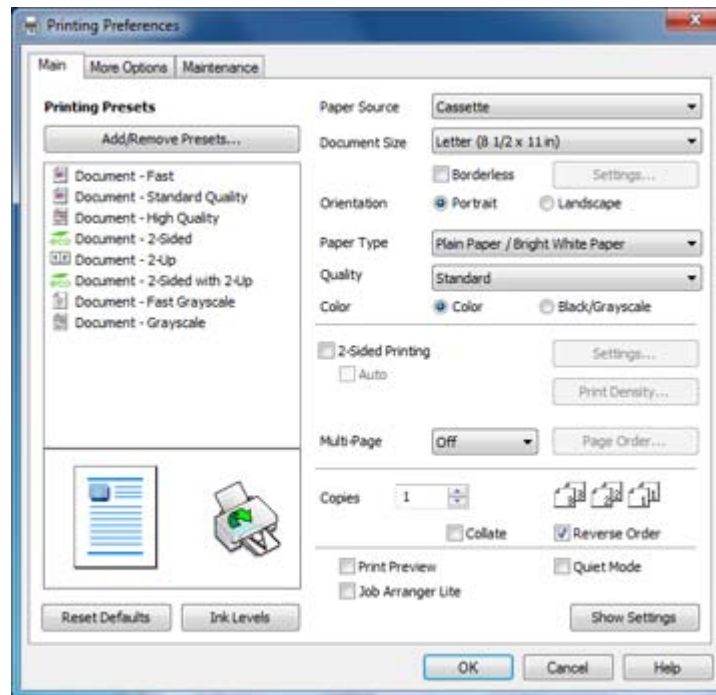 Printing Preferences
Main More Options Maintenance
Printing Presets
Add/Remove Presets...
Document - Fast
Document - Standard Quality
Document - High Quality
Document - 2-Sided
Document - 2-Up
Document - 2-Sided with 2-Up
Document - Fast Grayscale
Document - Grayscale
Reset Defaults Ink Levels
Paper Source Cassette
Document Size Letter (8 1/2 x 11 in)
Borderless Settings...
Orientation Portrait Landscape
Paper Type Plain Paper / Bright White Paper
Quality Standard
Color Color Black/Grayscale
2-Sided Printing Settings...
Auto
Print Density...
Multi-Page Off Page Order...
Copies 1
Collate Reverse Order
Print Preview Quiet Mode
Job Arranger Lite
Show Settings
OK Cancel Help